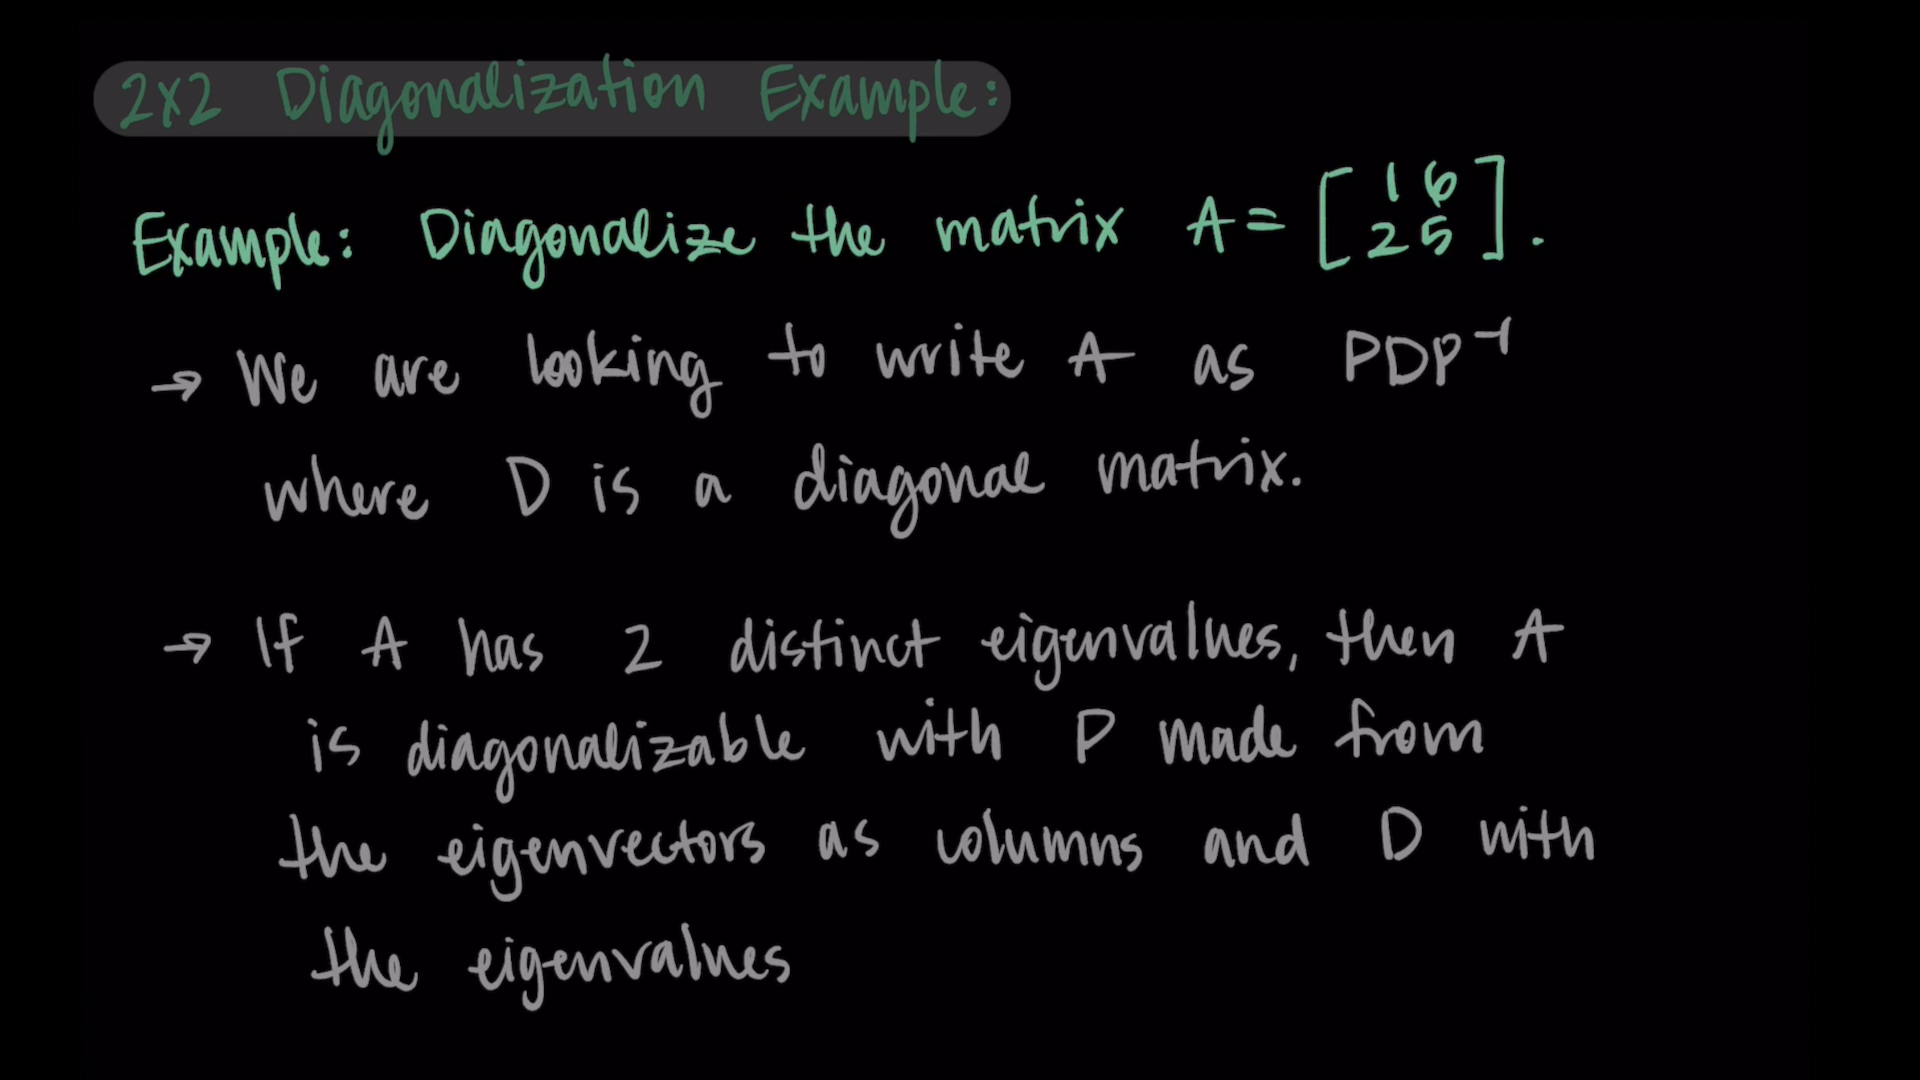 2x2 Diagonalization Example:
Example: Diagonalize the matrix A = [ 1 6
2 5 ].
→ We are looking to write A as PDP⁻¹
where D is a diagonal matrix.
→ If A has 2 distinct eigenvalues, then A
is diagonalizable with P made from
the eigenvectors as columns and D with
the eigenvalues